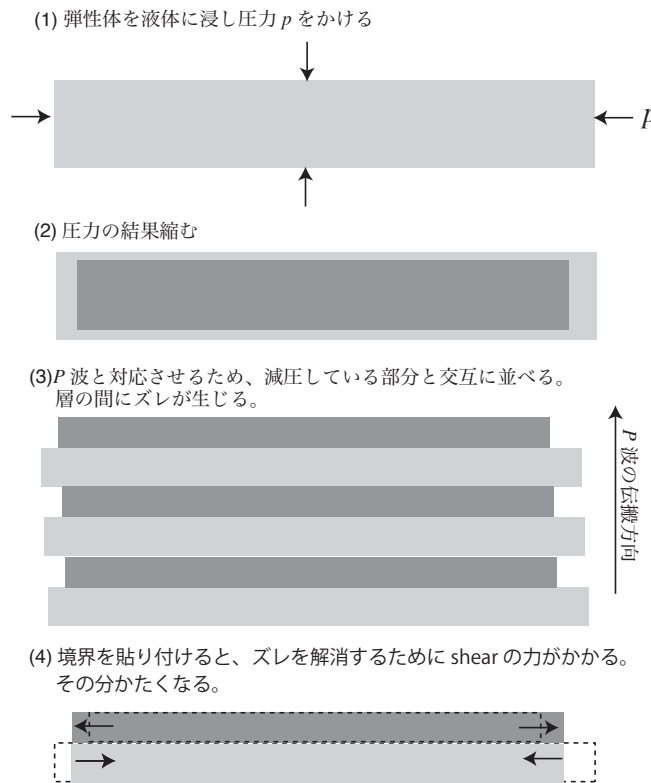 (1) 弾性体を液体に浸し圧力 p をかける
p
(2) 圧力の結果縮む
(3)P 波と対応させるため、減圧している部分と交互に並べる。
層の間にズレが生じる。
P 波の伝搬方向
(4) 境界を貼り付けると、ズレを解消するために shear の力がかかる。
その分かたくなる。